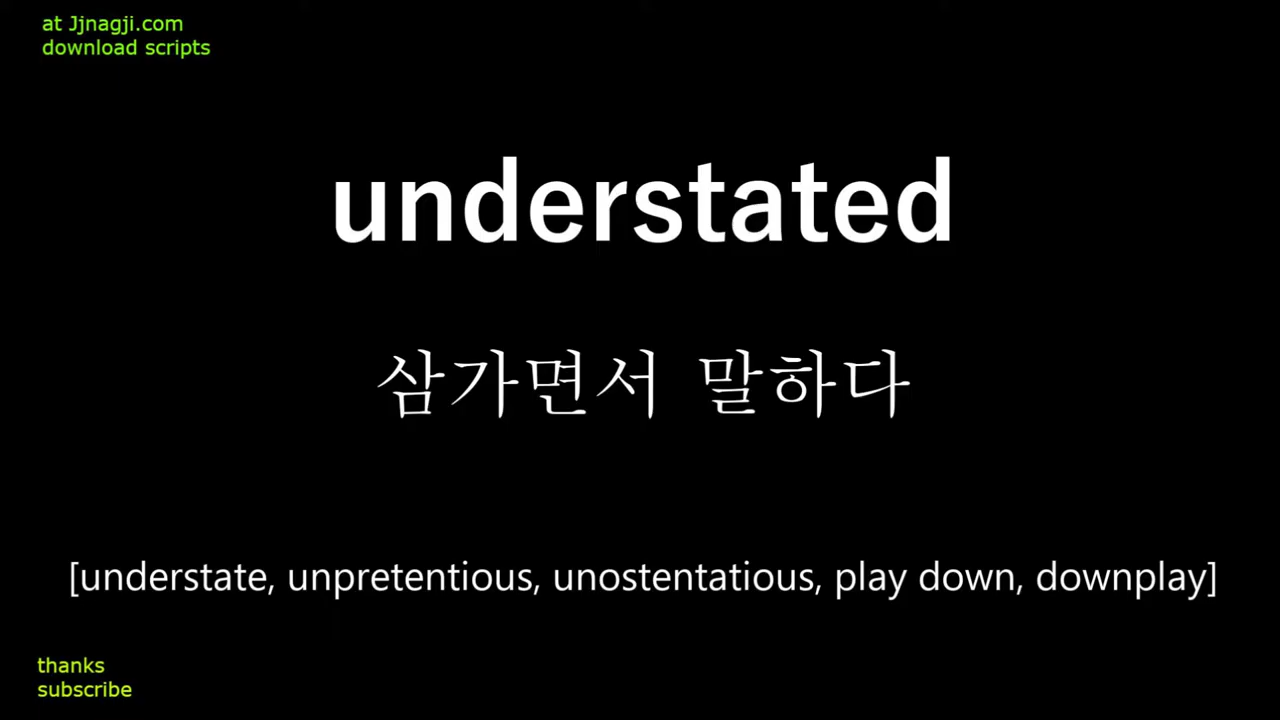 at Jjnagji.com
download scripts
understated
삼가면서 말하다
[understate, unpretentious, unostentatious, play down, downplay]
thanks
subscribe